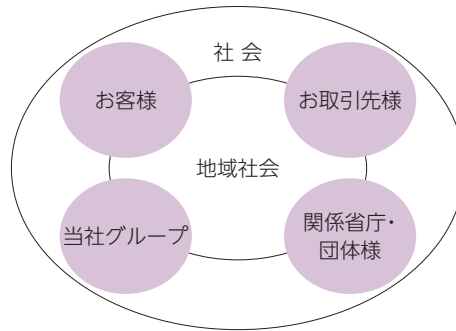 社 会
お客様
お取引先様
地域社会
当社グループ
関係省庁・
団体様